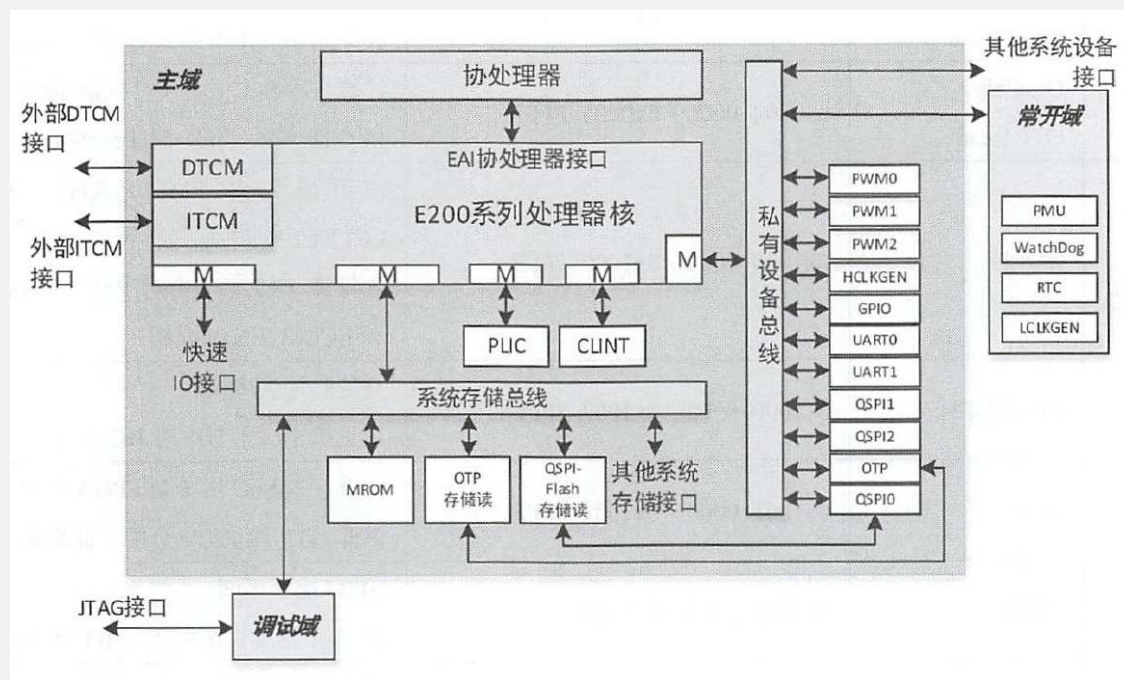 主域
协处理器
其他系统设备
接口
外部DTCM
接口
EAI协处理器接口
常开域
DTCM
E200系列处理器核
ITCM
外部ITCM
接口
M
M
M
M
M
私有设备总线
PWM0
PWM1
PWM2
HCLKGEN
GPIO
UART0
UART1
QSPI1
QSPI2
OTP
QSPI0
PMU
WatchDog
RTC
LCLKGEN
快速
IO接口
PLIC
CLINT
系统存储总线
MROM
OTP
存储读
QSPI-
Flash
存储读
其他系统
存储接口
JTAG接口
调试域